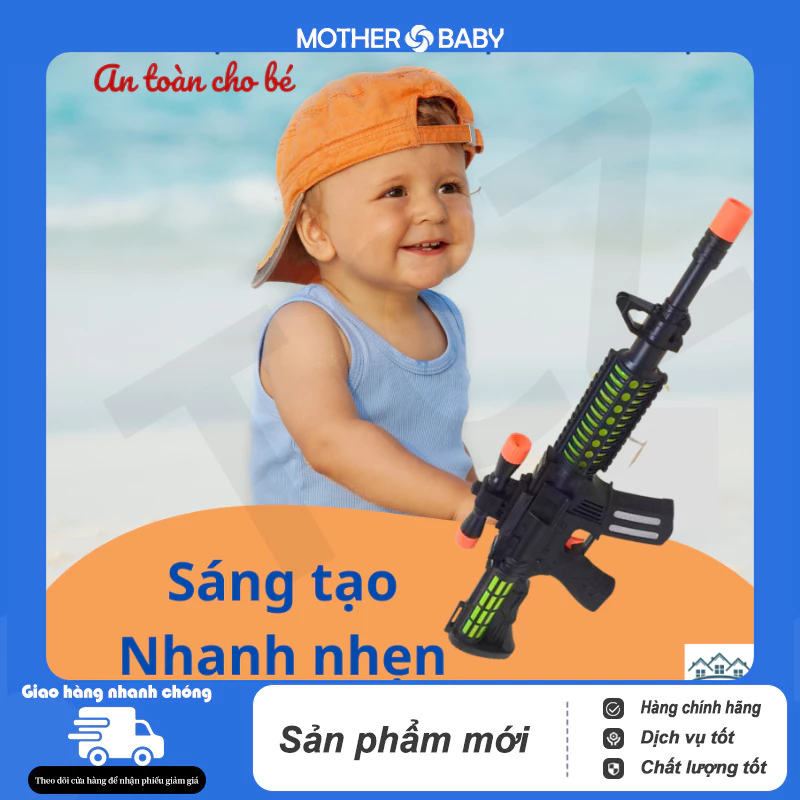 MOTHER BABY
An toàn cho bé
Sáng tạo
Nhanh nhẹn
Giao hàng nhanh chóng
Theo dõi cửa hàng để nhận phiếu giảm giá
Sản phẩm mới
Hàng chính hãng
Dịch vụ tốt
Chất lượng tốt